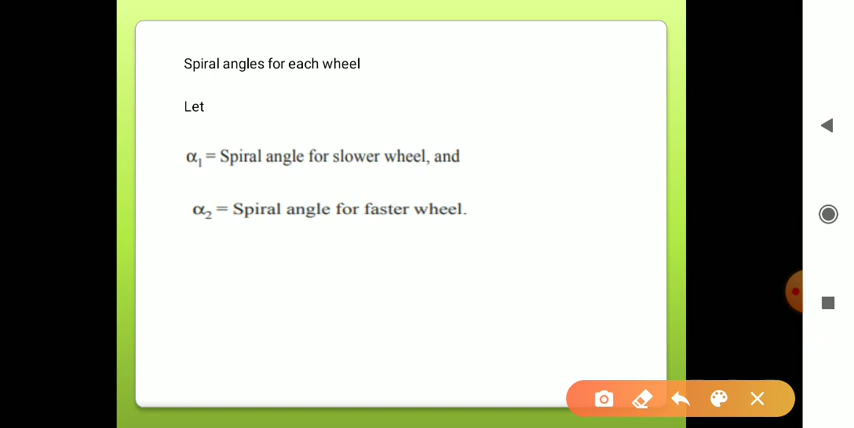 Spiral angles for each wheel
Let
α₁ = Spiral angle for slower wheel, and
α₂ = Spiral angle for faster wheel.